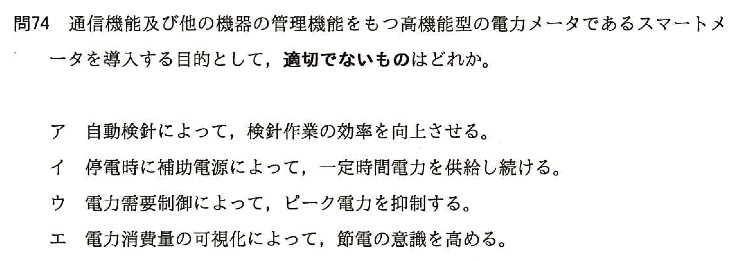 問74 通信機能及び他の機器の管理機能をもつ高機能型の電力メータであるスマートメ
ータを導入する目的として，適切でないものはどれか。
ア 自動検針によって，検針作業の効率を向上させる。
イ 停電時に補助電源によって，一定時間電力を供給し続ける。
ウ 電力需要制御によって，ピーク電力を抑制する。
エ 電力消費量の可視化によって，節電の意識を高める。